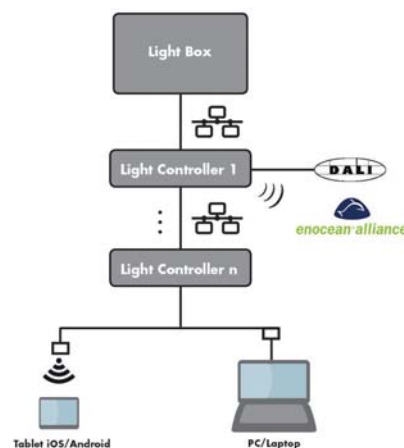 Light Box
Light Controller 1
DALI
enocean alliance
Light Controller n
Tablet iOS/Android
PC/Laptop